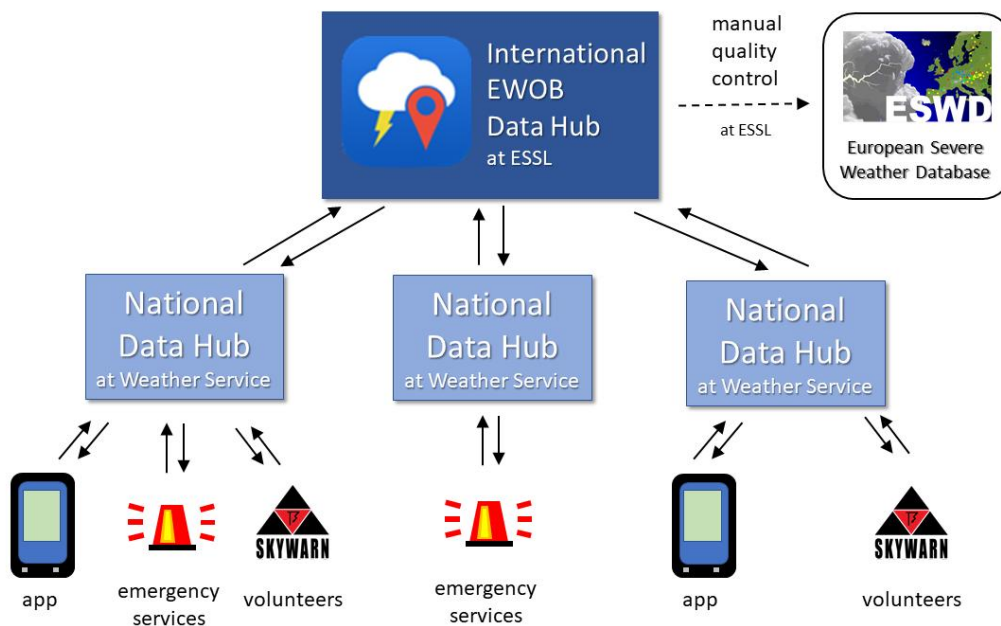 International
EWOB
Data Hub
at ESSL
manual
quality
control
at ESSL
ESWD
European Severe
Weather Database
National
Data Hub
at Weather Service
National
Data Hub
at Weather Service
National
Data Hub
at Weather Service
app
SKYWARN
emergency
services
volunteers
emergency
services
app
SKYWARN
volunteers